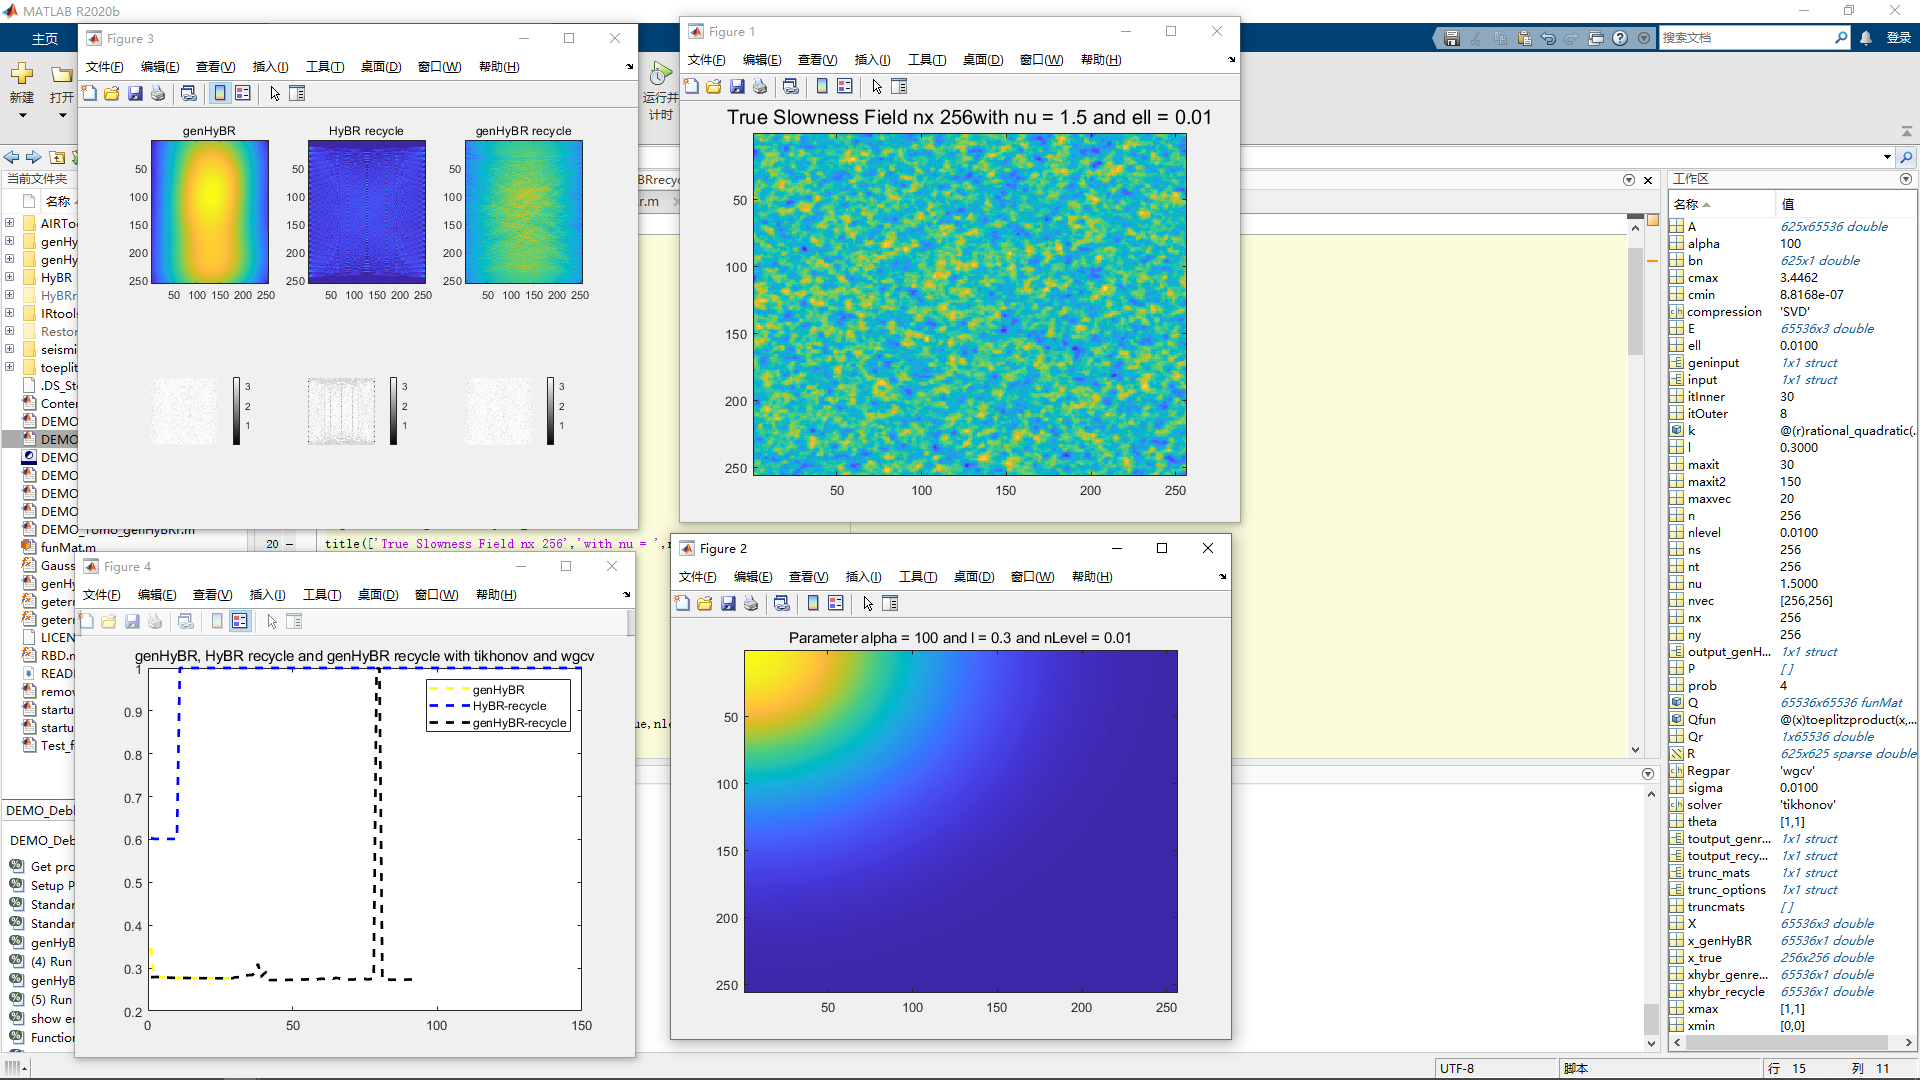 MATLAB R2020b
主页
新建
打开
运行并
计时
搜索文档
登录
Figure 3
文件(F) 编辑(E) 查看(V) 插入(I) 工具(T) 桌面(D) 窗口(W) 帮助(H)
genHyBR
HyBR recycle
genHyBR recycle
50
100
150
200
250
50 100 150 200 250
50
100
150
200
250
50 100 150 200 250
50
100
150
200
250
50 100 150 200 250
3
2
1
3
2
1
3
2
1
Figure 1
文件(F) 编辑(E) 查看(V) 插入(I) 工具(T) 桌面(D) 窗口(W) 帮助(H)
True Slowness Field nx 256with nu = 1.5 and ell = 0.01
50
100
150
200
250
50 100 150 200 250
当前文件夹
名称
AIRToo
genHy
genHy
HyBR
HyBRr
IRtools
Restor
seismi
toeplit
.DS_Sto
Conter
DEMO
DEMO
DEMO
DEMO
DEMO
DEMO
DEMO_Tomo_genHyBRr.m
funMat.m
Gauss
genHy
geterr
geterr
LICEN
RBD.m
READ
remov
startu
startu
Test_f
BRrecyc
r.m
20 – title(['True Slowness Field nx 256','with nu = ',n
ue,nle
Figure 4
文件(F) 编辑(E) 查看(V) 插入(I) 工具(T) 桌面(D) 窗口(W) 帮助(H)
genHyBR, HyBR recycle and genHyBR recycle with tikhonov and wgcv
genHyBR
HyBR-recycle
genHyBR-recycle
1
0.9
0.8
0.7
0.6
0.5
0.4
0.3
0.2
0 50 100 150
Figure 2
文件(F) 编辑(E) 查看(V) 插入(I) 工具(T) 桌面(D) 窗口(W) 帮助(H)
Parameter alpha = 100 and l = 0.3 and nLevel = 0.01
50
100
150
200
250
50 100 150 200 250
DEMO_Debl
DEMO_Deb
Get pro
Setup P
Standar
Standar
genHyB
(4) Run
genHyB
(5) Run
show er
Function
工作区
名称 值
A 625x65536 double
alpha 100
bn 625x1 double
cmax 3.4462
cmin 8.8168e-07
compression 'SVD'
E 65536x3 double
ell 0.0100
geninput 1x1 struct
input 1x1 struct
itInner 30
itOuter 8
k @(r)rational_quadratic(...
l 0.3000
maxit 30
maxit2 150
maxvec 20
n 256
nlevel 0.0100
ns 256
nt 256
nu 1.5000
nvec [256,256]
nx 256
ny 256
output_genH... 1x1 struct
P []
prob 4
Q 65536x65536 funMat
Qfun @(x)toeplitzproduct(x,...
Qr 1x65536 double
R 625x625 sparse double
Regpar 'wgcv'
sigma 0.0100
solver 'tikhonov'
theta [1,1]
toutput_genr... 1x1 struct
toutput_recy... 1x1 struct
trunc_mats 1x1 struct
trunc_options 1x1 struct
truncmats []
X 65536x3 double
x_genHyBR 65536x1 double
x_true 256x256 double
xhybr_genre... 65536x1 double
xhybr_recycle 65536x1 double
xmax [1,1]
xmin [0,0]
UTF-8
脚本
行 15 列 11